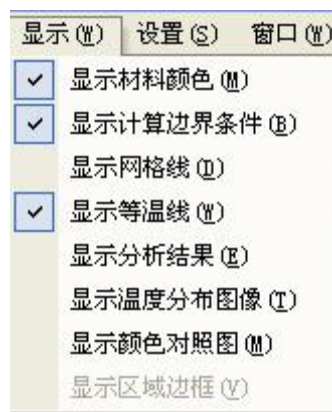 显示(W) 设置(S) 窗口(W)
显示材料颜色(M)
显示计算边界条件(B)
显示网格线(D)
显示等温线(W)
显示分析结果(E)
显示温度分布图像(T)
显示颜色对照图(M)
显示区域边框(V)